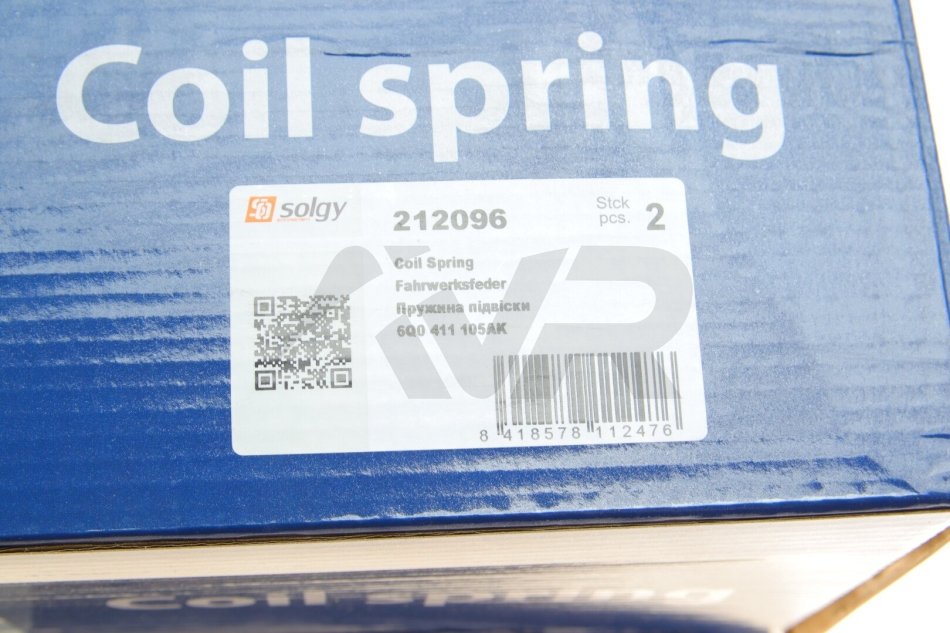 Coil spring
solgy
212096
Stck
pcs. 2
Coil Spring
Fahrwerksfeder
Пружина підвіски
6Q0 411 105AK
8 418578 112476
Coil spring